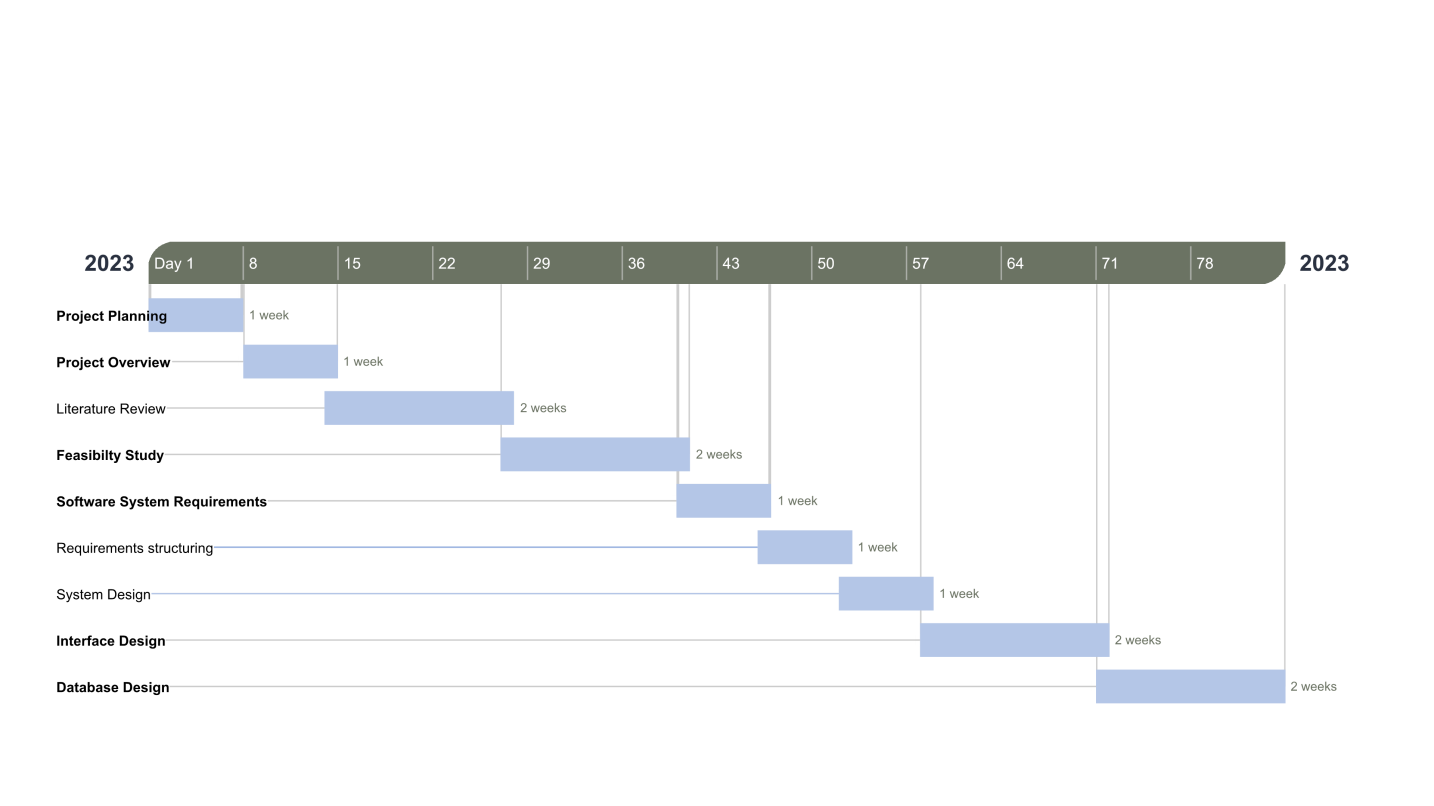 2023 Day 1 8 15 22 29 36 43 50 57 64 71 78 2023
Project Planning 1 week
Project Overview 1 week
Literature Review 2 weeks
Feasibilty Study 2 weeks
Software System Requirements 1 week
Requirements structuring 1 week
System Design 1 week
Interface Design 2 weeks
Database Design 2 weeks